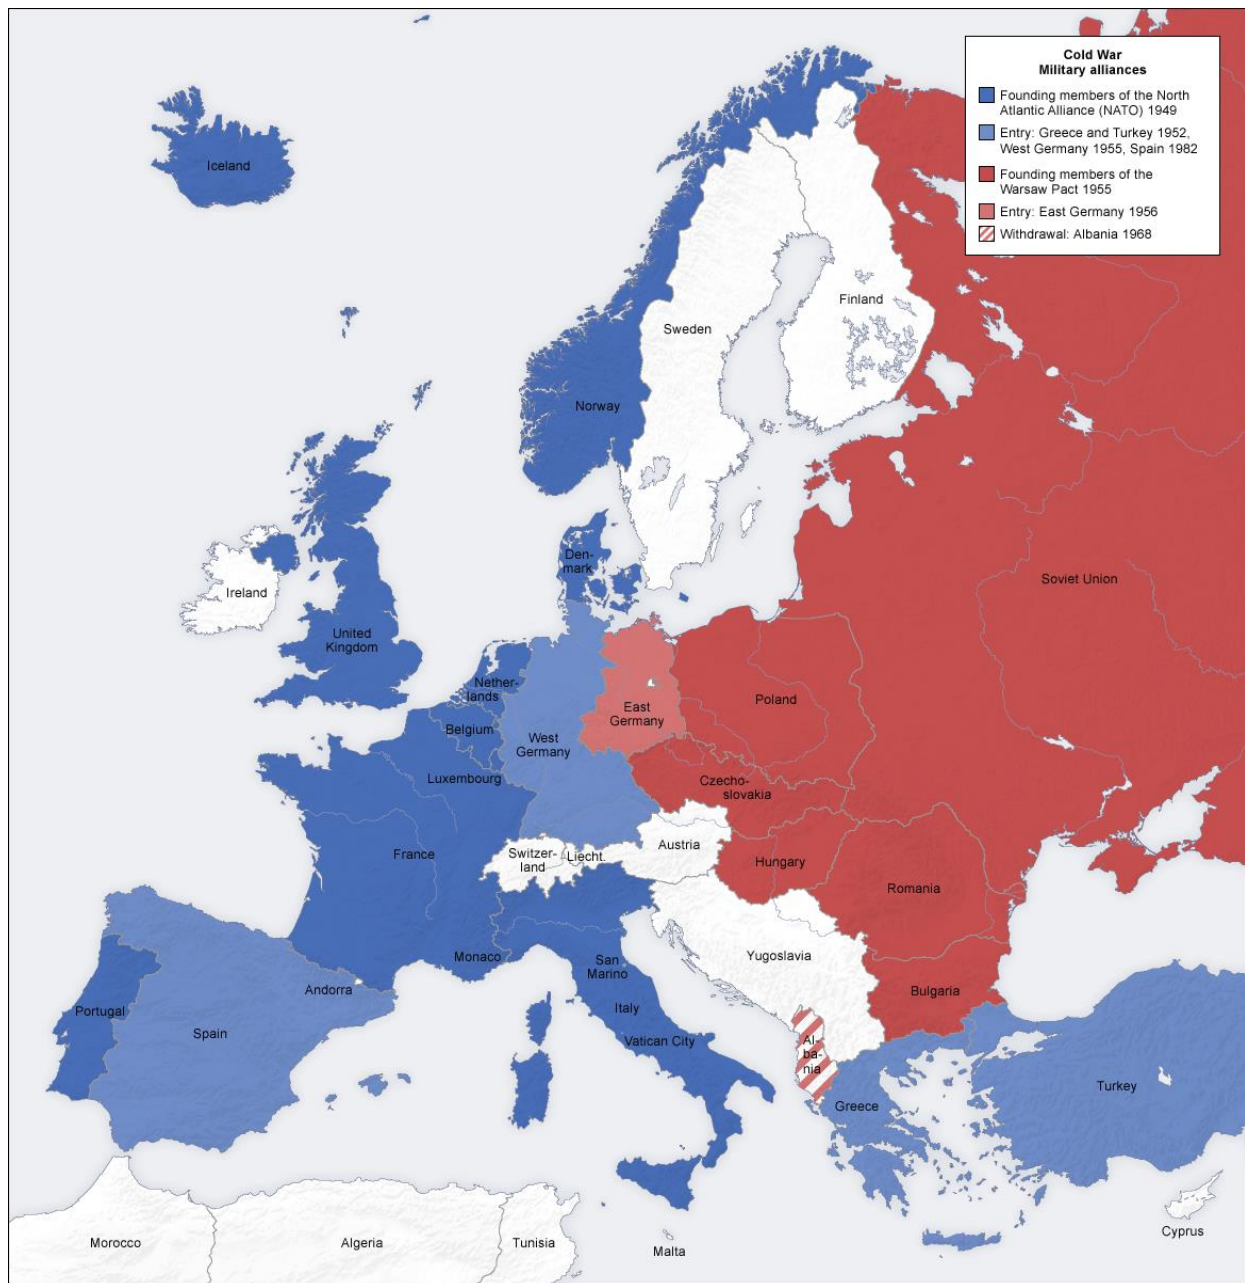 Cold War
Military alliances
Founding members of the North
Atlantic Alliance (NATO) 1949
Entry: Greece and Turkey 1952,
West Germany 1955, Spain 1982
Founding members of the
Warsaw Pact 1955
Entry: East Germany 1956
Withdrawal: Albania 1968
Iceland
Finland
Sweden
Norway
Den-
mark
Soviet Union
Ireland
United
Kingdom
Nether-
lands
Belgium
West
Germany
East
Germany
Poland
Luxembourg
Czecho-
slovakia
France
Switzer-
land
Liecht.
Austria
Hungary
Romania
Monaco
San
Marino
Yugoslavia
Andorra
Portugal
Spain
Italy
Vatican City
Bulgaria
Al-
ba-
nia
Greece
Turkey
Morocco
Algeria
Tunisia
Malta
Cyprus